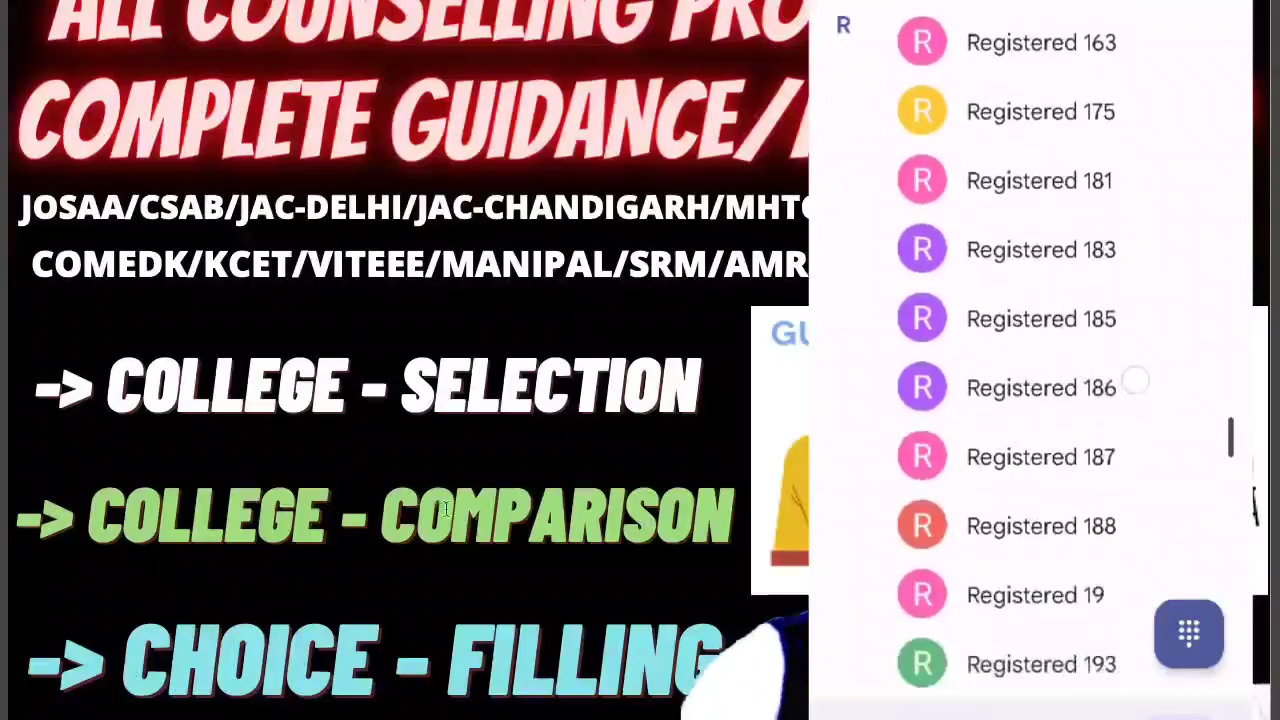 ALL COUNSELLING PRO
COMPLETE GUIDANCE/
JOSAA/CSAB/JAC-DELHI/JAC-CHANDIGARH/MHTC
COMEDK/KCET/VITEEE/MANIPAL/SRM/AMR
-> COLLEGE - SELECTION
GU
-> COLLEGE - COMPARISON
-> CHOICE - FILLING
R
R Registered 163
R Registered 175
R Registered 181
R Registered 183
R Registered 185
R Registered 186
R Registered 187
R Registered 188
R Registered 19
R Registered 193